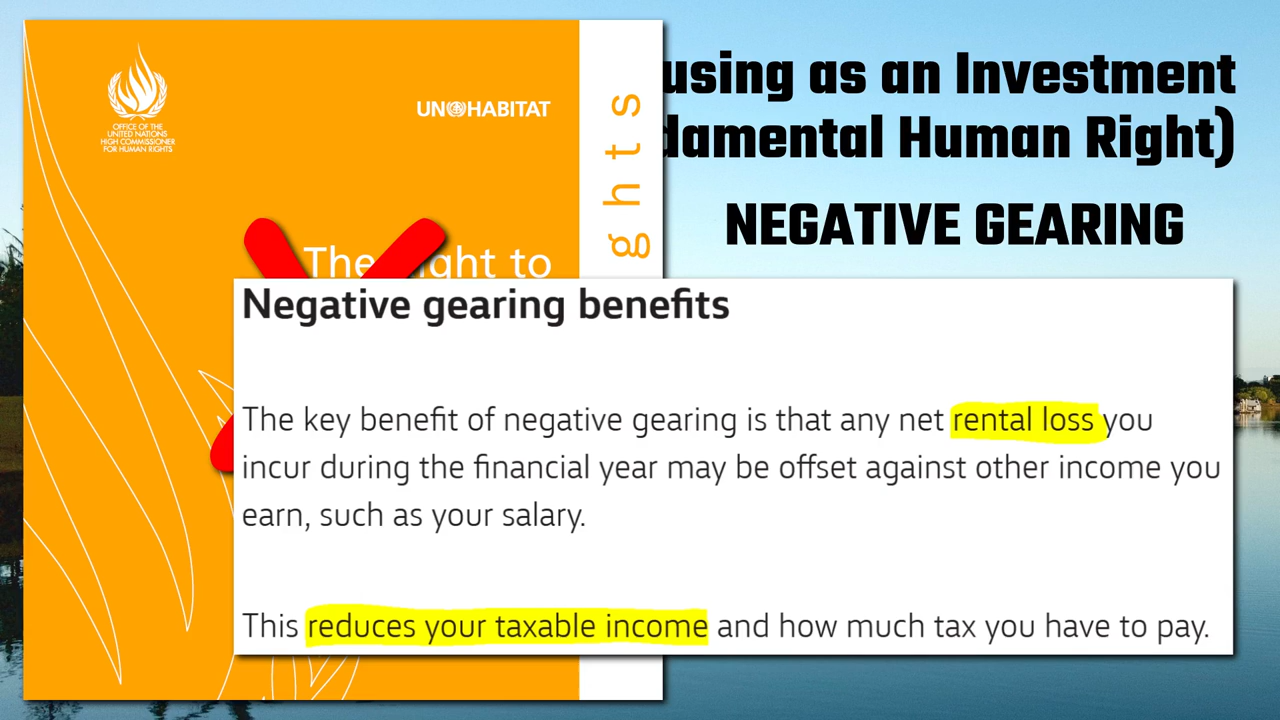 OFFICE OF THE
UNITED NATIONS
HIGH COMMISSIONER
FOR HUMAN RIGHTS
UN HABITAT
ghts
The ght to
using as an Investment
damental Human Right)
NEGATIVE GEARING
Negative gearing benefits
The key benefit of negative gearing is that any net rental loss you
incur during the financial year may be offset against other income you
earn, such as your salary.
This reduces your taxable income and how much tax you have to pay.